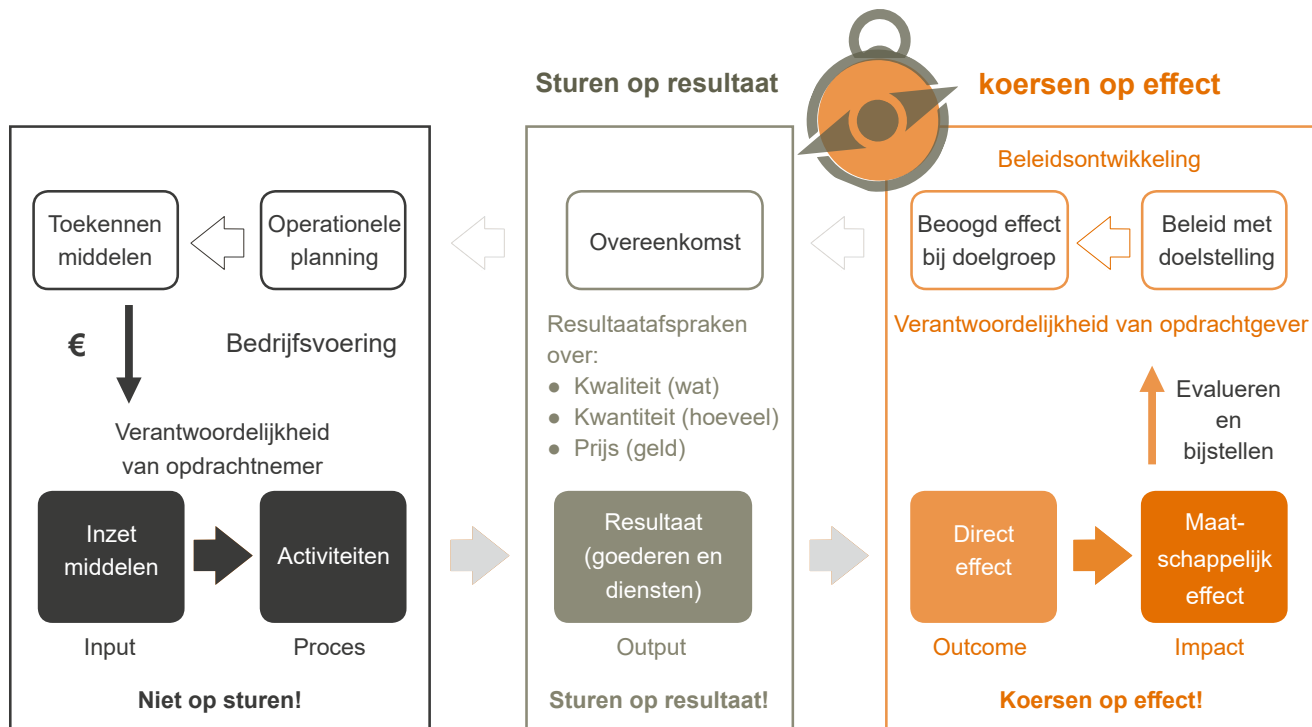 Sturen op resultaat
koersen op effect
Toekennen
middelen
Operationele
planning
€
Bedrijfsvoering
Verantwoordelijkheid
van opdrachtnemer
Inzet
middelen
Activiteiten
Input
Proces
Niet op sturen!
Overeenkomst
Resultaatafspraken
over:
● Kwaliteit (wat)
● Kwantiteit (hoeveel)
● Prijs (geld)
Resultaat
(goederen en
diensten)
Output
Sturen op resultaat!
Beleidsontwikkeling
Beoogd effect
bij doelgroep
Beleid met
doelstelling
Verantwoordelijkheid van opdrachtgever
Evalueren
en
bijstellen
Direct
effect
Maat-
schappelijk
effect
Outcome
Impact
Koersen op effect!